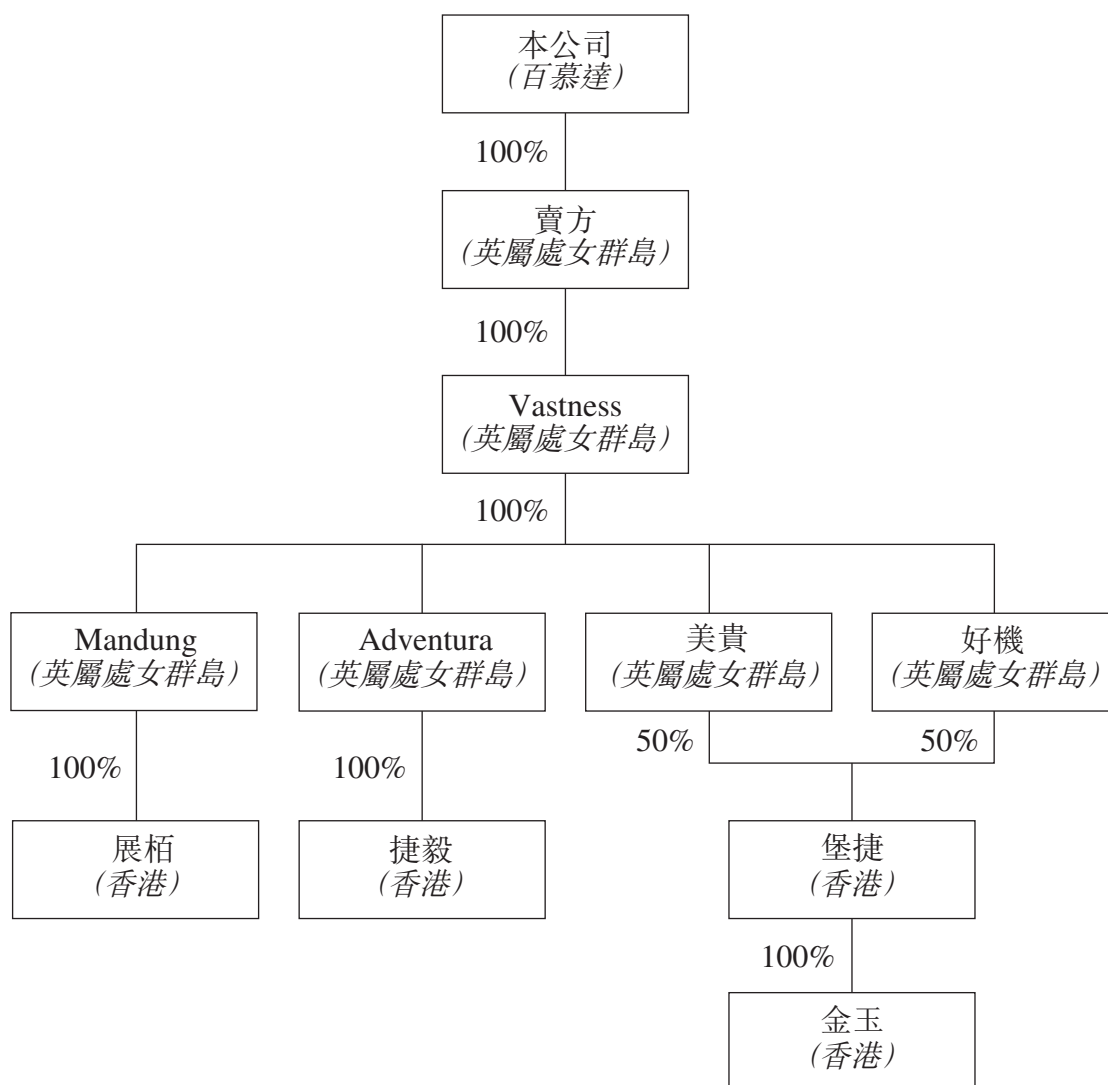 本公司
(百慕達)
100%
賣方
(英屬處女群島)
100%
Vastness
(英屬處女群島)
100%
Mandung
(英屬處女群島)
Adventura
(英屬處女群島)
美貴
(英屬處女群島)
好機
(英屬處女群島)
100%
100%
50%
50%
展栢
(香港)
捷毅
(香港)
堡捷
(香港)
100%
金玉
(香港)